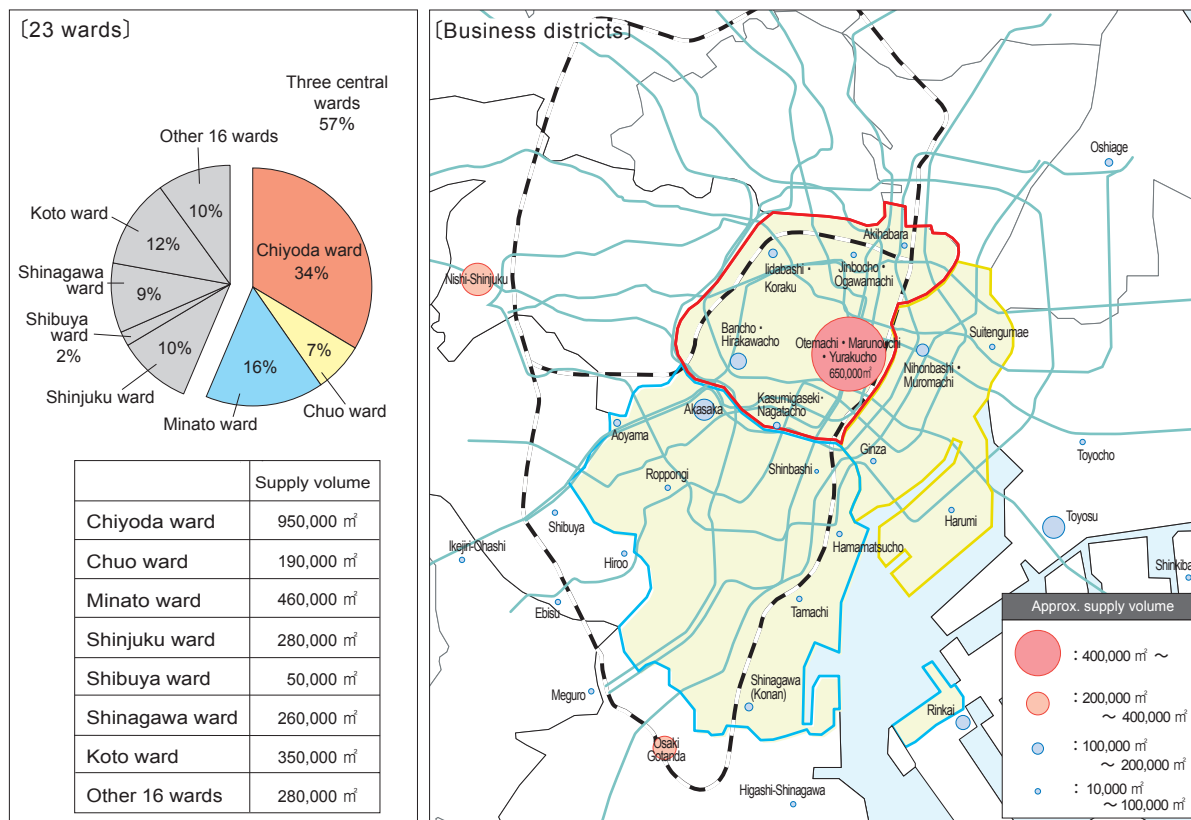 〔23 wards〕
Three central
wards
57%
Other 16 wards
10%
Koto ward
12%
Shinagawa
ward
9%
Shibuya
ward
2%
10%
Shinjuku ward
Chiyoda ward
34%
7%
Chuo ward
16%
Minato ward
Supply volume
Chiyoda ward 950,000 ㎡
Chuo ward 190,000 ㎡
Minato ward 460,000 ㎡
Shinjuku ward 280,000 ㎡
Shibuya ward 50,000 ㎡
Shinagawa ward 260,000 ㎡
Koto ward 350,000 ㎡
Other 16 wards 280,000 ㎡
〔Business districts〕
Oshiage
Akihabara
Nishi-Shinjuku
Iidabashi・
Koraku
Jinbocho・
Ogawamachi
Bancho・
Hirakawacho
Otemachi・Marunouchi
・Yurakucho
650,000㎡
Suitengumae
Nihonbashi・
Muromachi
Kasumigaseki・
Nagatacho
Akasaka
Aoyama
Ginza
Toyocho
Shinbashi
Roppongi
Shibuya
Harumi
Toyosu
Hamamatsucho
Ikejiri-Ohashi
Hiroo
Shinkiba
Ebisu
Tamachi
Meguro
Shinagawa
(Konan)
Rinkai
Osaki
Gotanda
Higashi-Shinagawa
Approx. supply volume
：400,000 ㎡ ～
：200,000 ㎡
～ 400,000 ㎡
：100,000 ㎡
～ 200,000 ㎡
：10,000 ㎡
～ 100,000 ㎡